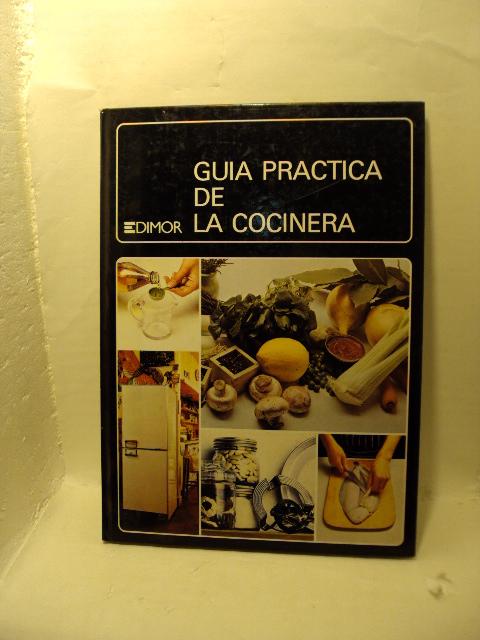 GUIA PRACTICA
DE
LA COCINERA
EDIMOR